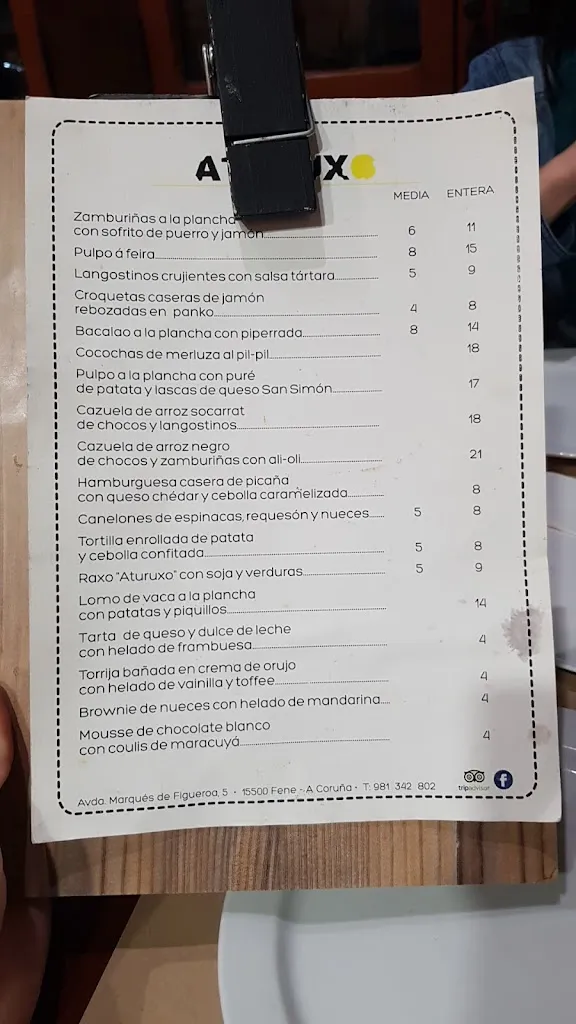 MEDIA ENTERA
Zamburiñas a la plancha
con sofrito de puerro y jamón 6 11
Pulpo á feira 8 15
Langostinos crujientes con salsa tártara 5 9
Croquetas caseras de jamón
rebozadas en panko 4 8
Bacalao a la plancha con piperrada 8 14
Cocochas de merluza al pil-pil 18
Pulpo a la plancha con puré
de patata y lascas de queso San Simón 17
Cazuela de arroz socarrat
de chocos y langostinos 18
Cazuela de arroz negro
de chocos y zamburiñas con ali-oli 21
Hamburguesa casera de picaña
con queso chédar y cebolla caramelizada 8
Canelones de espinacas, requesón y nueces 5 8
Tortilla enrollada de patata
y cebolla confitada 5 8
Raxo "Aturuxo" con soja y verduras 5 9
Lomo de vaca a la plancha
con patatas y piquillos 14
Tarta de queso y dulce de leche
con helado de frambuesa 4
Torrija bañada en crema de orujo
con helado de vainilla y toffee 4
Brownie de nueces con helado de mandarina 4
Mousse de chocolate blanco
con coulis de maracuyá 4
Avda. Marqués de Figueroa, 5 · 15500 Fene - A Coruña · T: 981 342 802
tripadvisor f